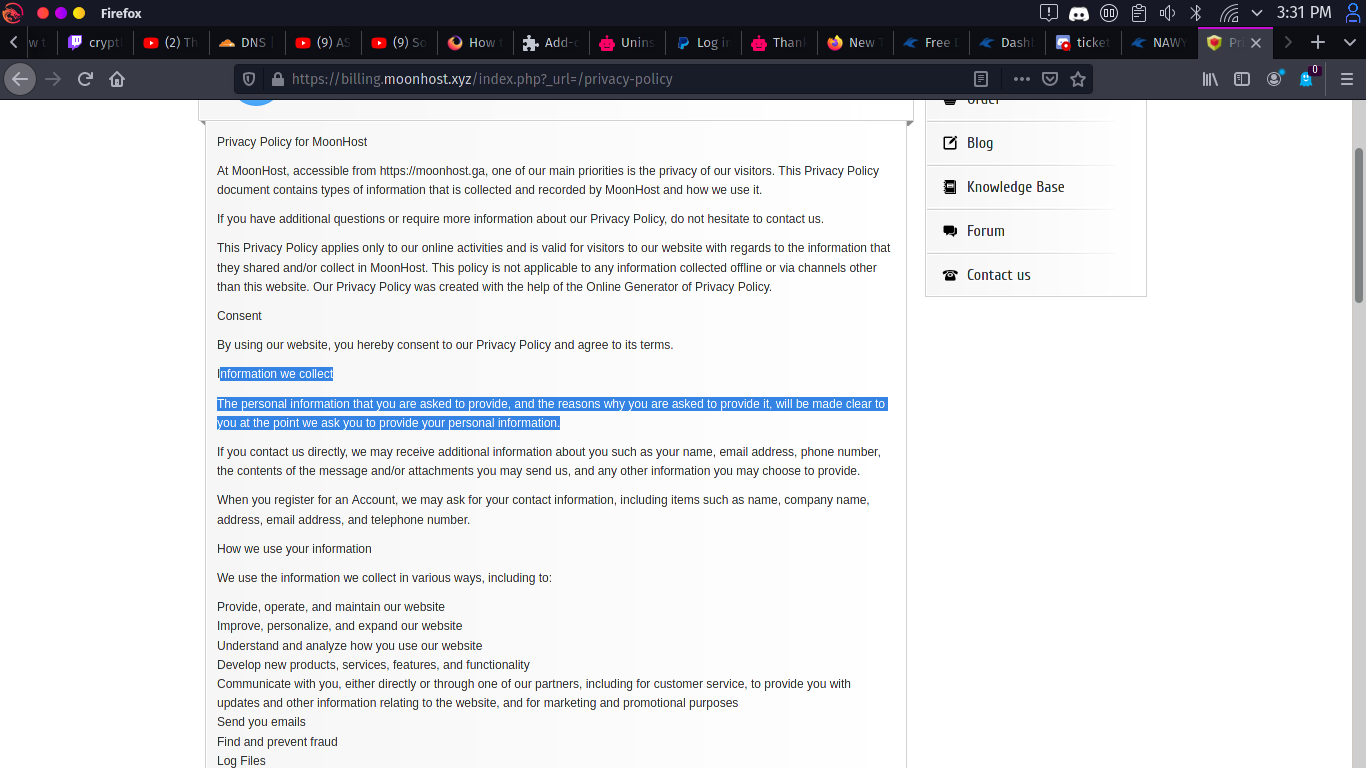 Firefox
3:31 PM
w t
crypt
(2) Th
DNS |
(9) AS
(9) So
How t
Add-o
Unins
Log i
Thank
New T
Free D
Dashb
ticket
NAWY
Pr
https://billing.moonhost.xyz/index.php?_url=/privacy-policy
0
Order
Blog
Knowledge Base
Forum
Contact us
Privacy Policy for MoonHost
At MoonHost, accessible from https://moonhost.ga, one of our main priorities is the privacy of our visitors. This Privacy Policy
document contains types of information that is collected and recorded by MoonHost and how we use it.
If you have additional questions or require more information about our Privacy Policy, do not hesitate to contact us.
This Privacy Policy applies only to our online activities and is valid for visitors to our website with regards to the information that
they shared and/or collect in MoonHost. This policy is not applicable to any information collected offline or via channels other
than this website. Our Privacy Policy was created with the help of the Online Generator of Privacy Policy.
Consent
By using our website, you hereby consent to our Privacy Policy and agree to its terms.
Information we collect
The personal information that you are asked to provide, and the reasons why you are asked to provide it, will be made clear to
you at the point we ask you to provide your personal information.
If you contact us directly, we may receive additional information about you such as your name, email address, phone number,
the contents of the message and/or attachments you may send us, and any other information you may choose to provide.
When you register for an Account, we may ask for your contact information, including items such as name, company name,
address, email address, and telephone number.
How we use your information
We use the information we collect in various ways, including to:
Provide, operate, and maintain our website
Improve, personalize, and expand our website
Understand and analyze how you use our website
Develop new products, services, features, and functionality
Communicate with you, either directly or through one of our partners, including for customer service, to provide you with
updates and other information relating to the website, and for marketing and promotional purposes
Send you emails
Find and prevent fraud
Log Files